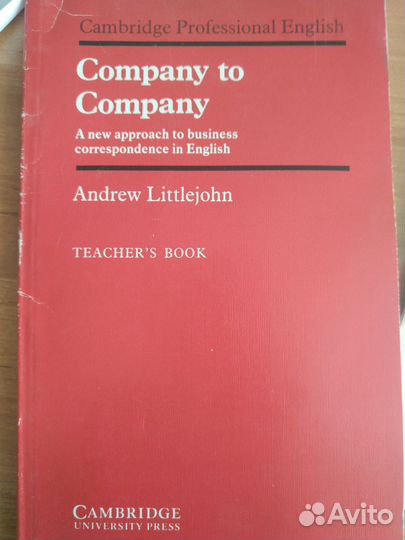 Cambridge Professional English
Company to
Company
A new approach to business
correspondence in English
Andrew Littlejohn
TEACHER'S BOOK
CAMBRIDGE
UNIVERSITY PRESS
Avito